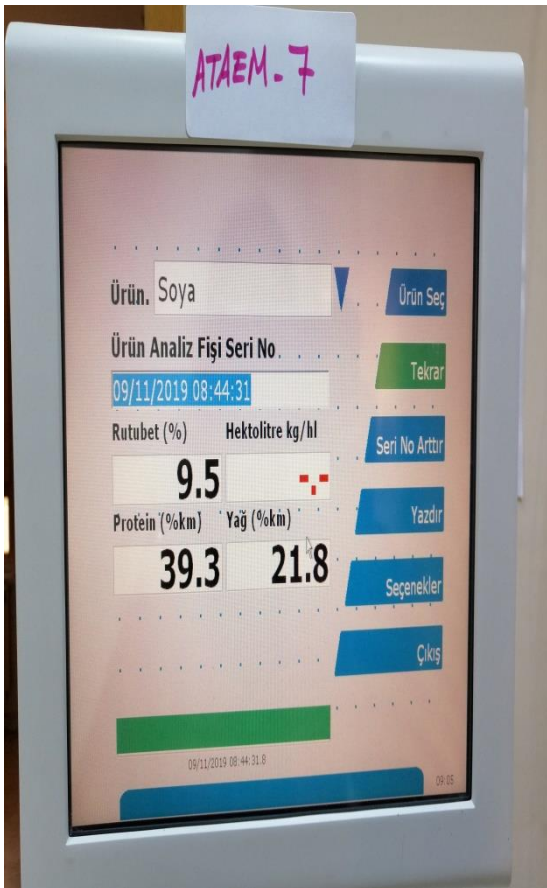 ATAEM-7
Ürün. Soya
Ürün Seç
Ürün Analiz Fişi Seri No
Tekrar
09/11/2019 08:44:31
Rutubet (%) Hektolitre kg/hl
Seri No Arttır
9.5 -,-
Protein (%km) Yağ (%km)
Yazdır
39.3 21.8
Seçenekler
Çıkış
09/11/2019 08:44:31.8
09:05